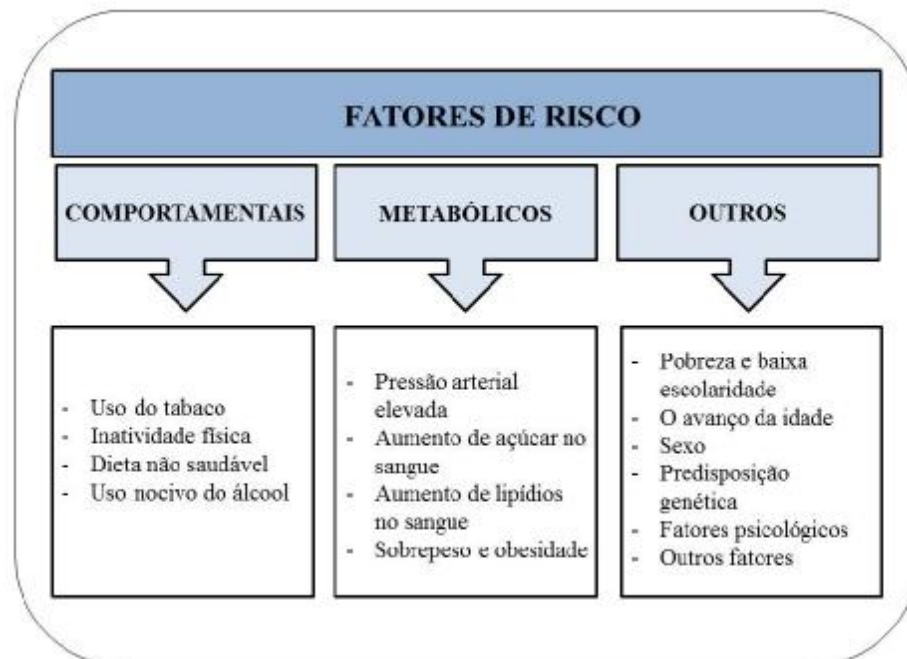 FATORES DE RISCO
COMPORTAMENTAIS
METABÓLICOS
OUTROS
- Uso do tabaco
- Inatividade física
- Dieta não saudável
- Uso nocivo do álcool
- Pressão arterial
elevada
- Aumento de açúcar no
sangue
- Aumento de lipídios
no sangue
- Sobrepeso e obesidade
- Pobreza e baixa
escolaridade
- O avanço da idade
- Sexo
- Predisposição
genética
- Fatores psicológicos
- Outros fatores